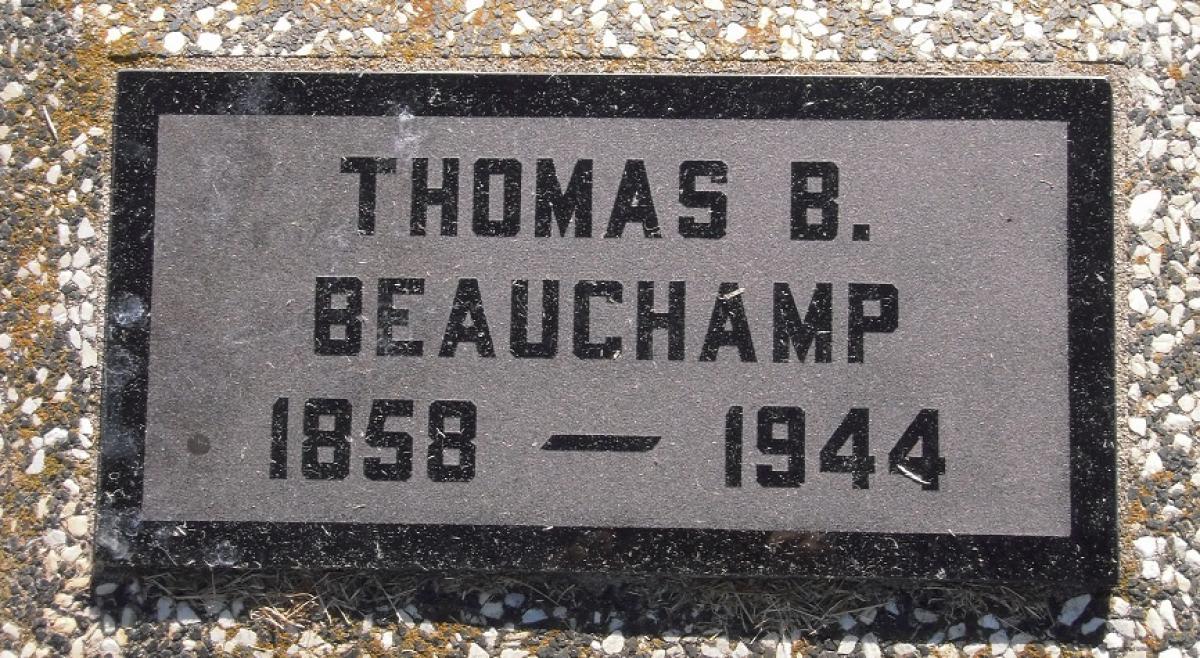 THOMAS B.
BEAUCHAMP
1858 — 1944